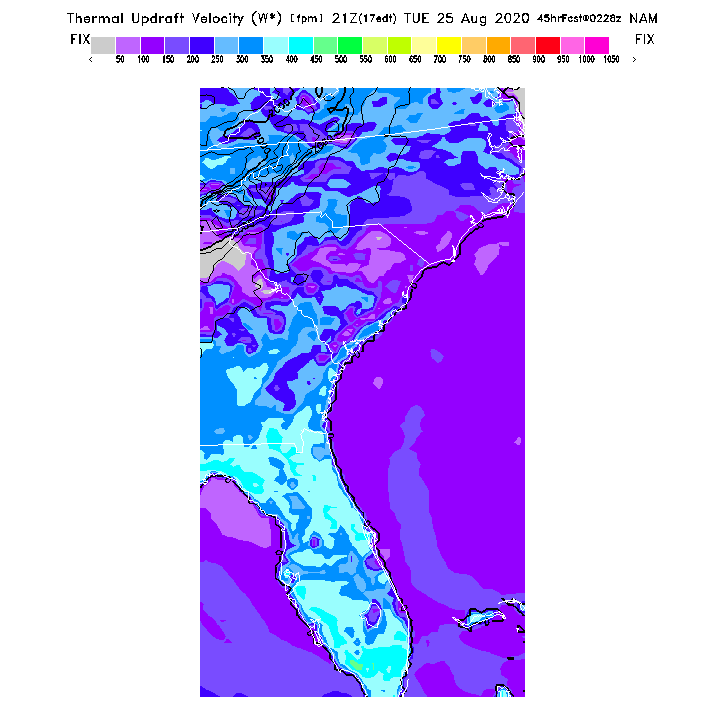 Thermal Updraft Velocity (W*) [fpm] 21Z(17edt) TUE 25 Aug 2020 45hrFcst@0228z NAM
FIX FIX
< 50 100 150 200 250 300 350 400 450 500 550 600 650 700 750 800 850 900 950 1000 1050 >